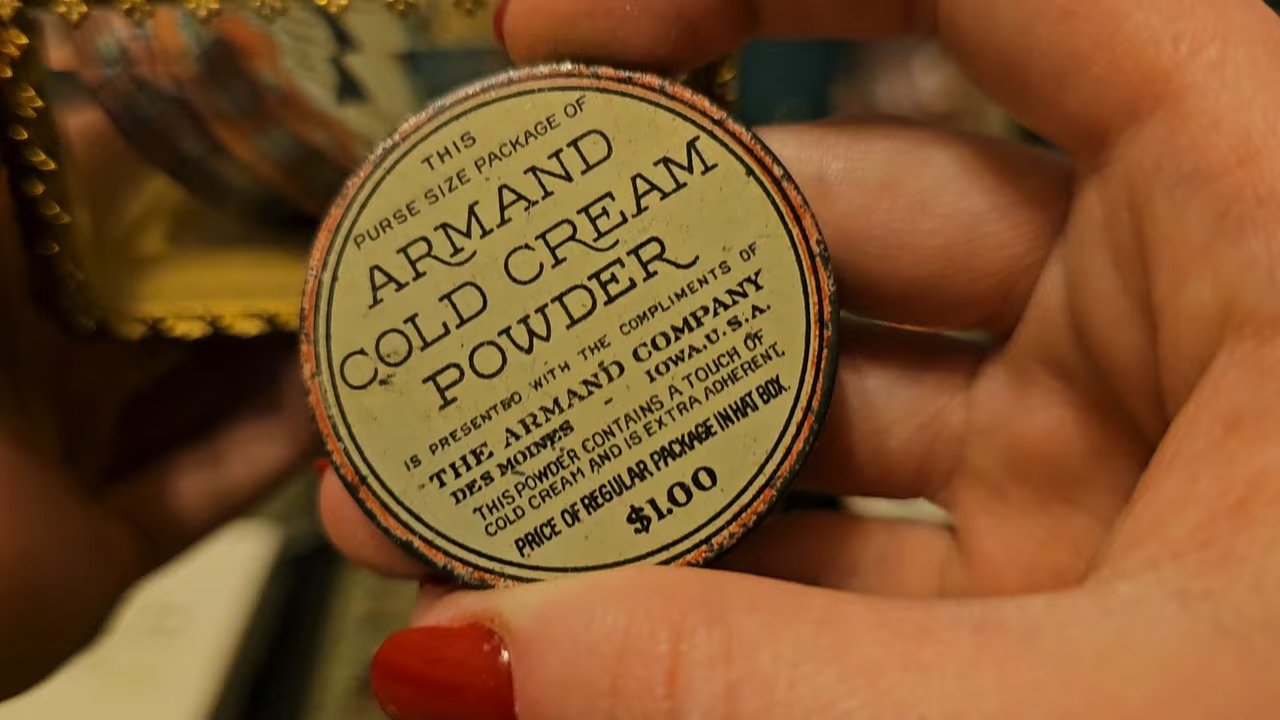 THIS
PURSE SIZE PACKAGE OF
ARMAND
COLD CREAM
POWDER
IS PRESENTED WITH THE COMPLIMENTS OF
THE ARMAND COMPANY
DES MOINES - IOWA, U.S.A.
THIS POWDER CONTAINS A TOUCH OF
COLD CREAM AND IS EXTRA ADHERENT.
PRICE OF REGULAR PACKAGE IN HAT BOX.
$1.00